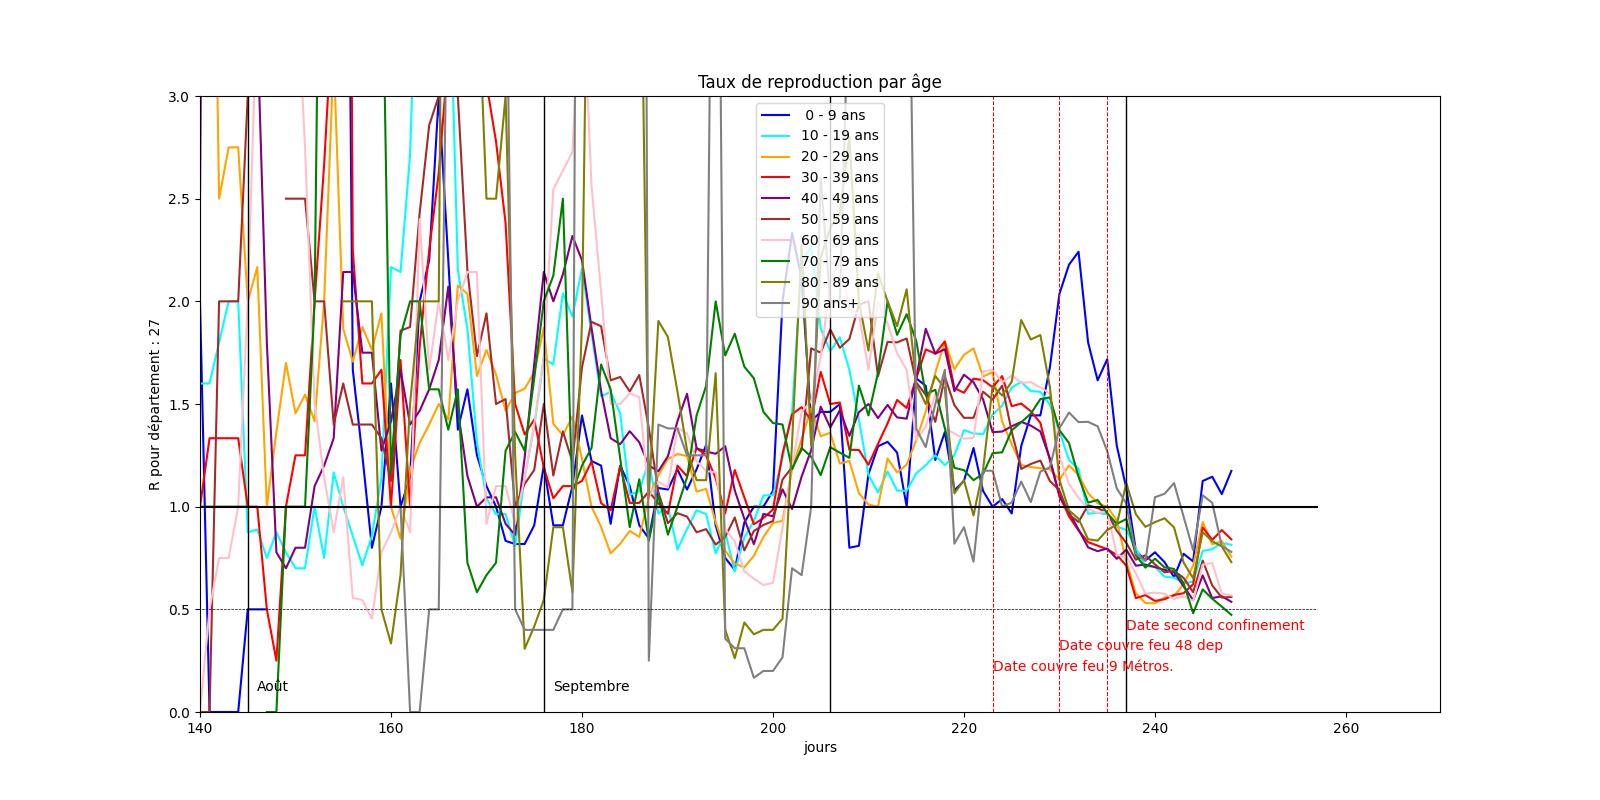 Taux de reproduction par âge
R pour département : 27
3.0
2.5
2.0
1.5
1.0
0.5
0.0
0 - 9 ans
10 - 19 ans
20 - 29 ans
30 - 39 ans
40 - 49 ans
50 - 59 ans
60 - 69 ans
70 - 79 ans
80 - 89 ans
90 ans+
Date second confinement
Date couvre feu 48 dep
Date couvre feu 9 Métros.
Août
Septembre
140 160 180 200 220 240 260
jours